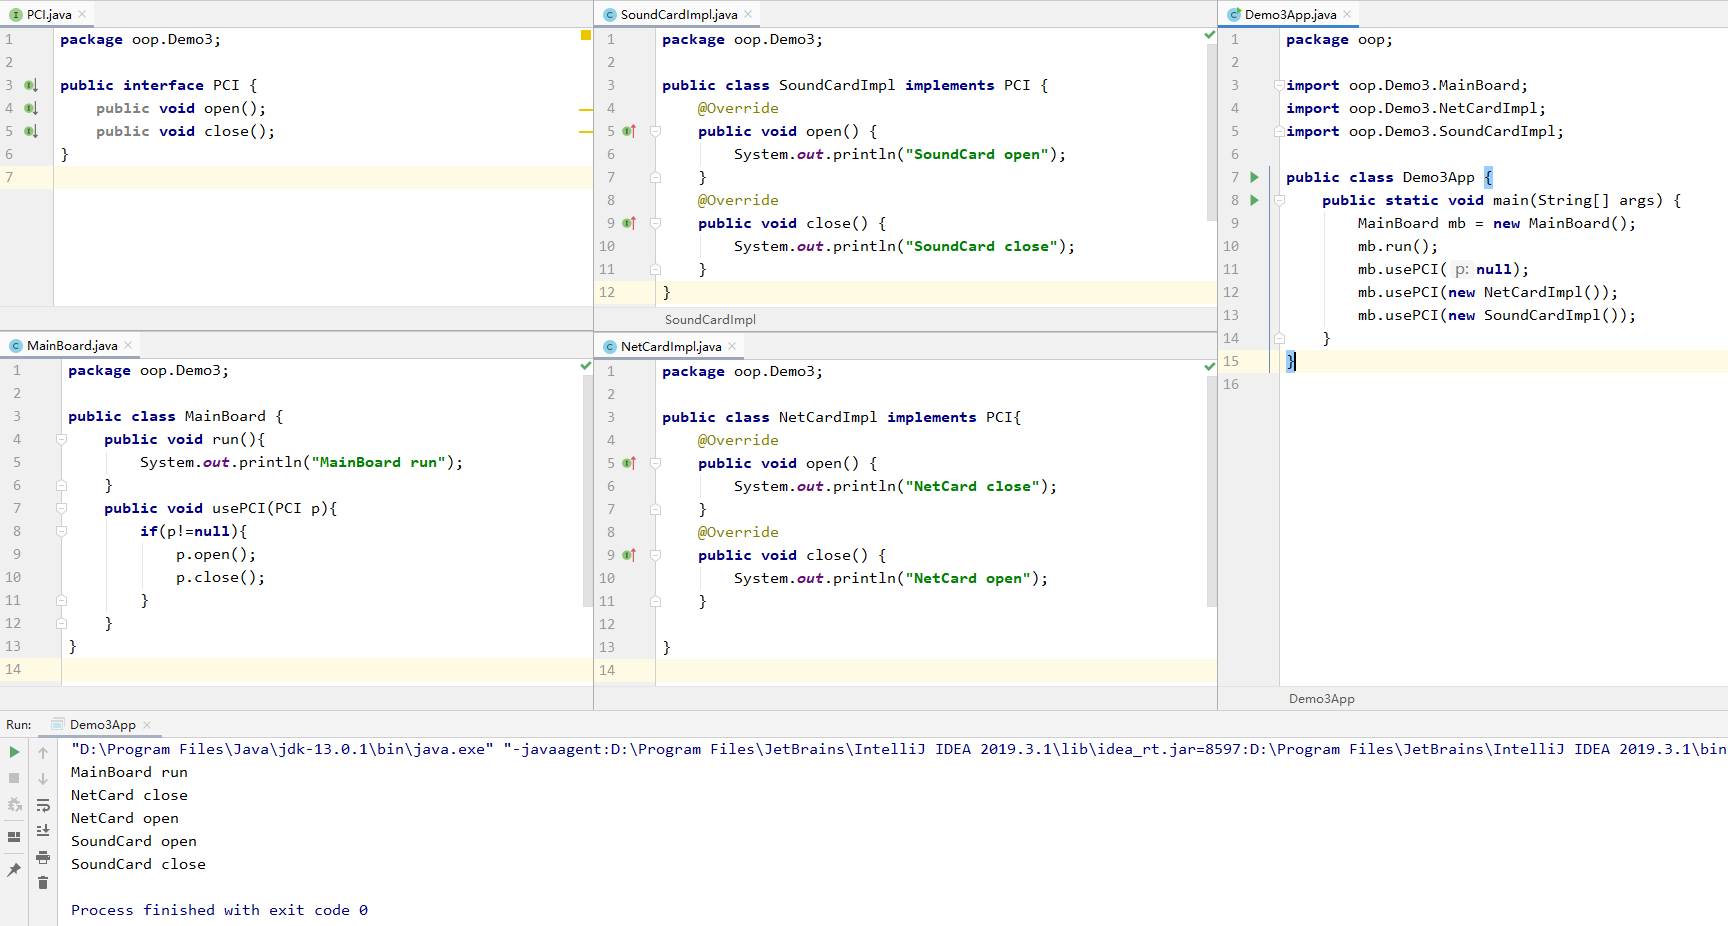 PCI.java
1 package oop.Demo3;
2
3 public interface PCI {
4     public void open();
5     public void close();
6 }
7
SoundCardImpl.java
1 package oop.Demo3;
2
3 public class SoundCardImpl implements PCI {
4     @Override
5     public void open() {
6         System.out.println("SoundCard open");
7     }
8     @Override
9     public void close() {
10         System.out.println("SoundCard close");
11     }
12 }
SoundCardImpl
Demo3App.java
1 package oop;
2
3 import oop.Demo3.MainBoard;
4 import oop.Demo3.NetCardImpl;
5 import oop.Demo3.SoundCardImpl;
6
7 public class Demo3App {
8     public static void main(String[] args) {
9         MainBoard mb = new MainBoard();
10         mb.run();
11         mb.usePCI( p: null);
12         mb.usePCI(new NetCardImpl());
13         mb.usePCI(new SoundCardImpl());
14     }
15 }
16
Demo3App
MainBoard.java
1 package oop.Demo3;
2
3 public class MainBoard {
4     public void run(){
5         System.out.println("MainBoard run");
6     }
7     public void usePCI(PCI p){
8         if(p!=null){
9             p.open();
10             p.close();
11         }
12     }
13 }
14
NetCardImpl.java
1 package oop.Demo3;
2
3 public class NetCardImpl implements PCI{
4     @Override
5     public void open() {
6         System.out.println("NetCard close");
7     }
8     @Override
9     public void close() {
10         System.out.println("NetCard open");
11     }
12
13 }
14
Run: Demo3App
"D:\Program Files\Java\jdk-13.0.1\bin\java.exe" "-javaagent:D:\Program Files\JetBrains\IntelliJ IDEA 2019.3.1\lib\idea_rt.jar=8597:D:\Program Files\JetBrains\IntelliJ IDEA 2019.3.1\bin
MainBoard run
NetCard close
NetCard open
SoundCard open
SoundCard close
Process finished with exit code 0